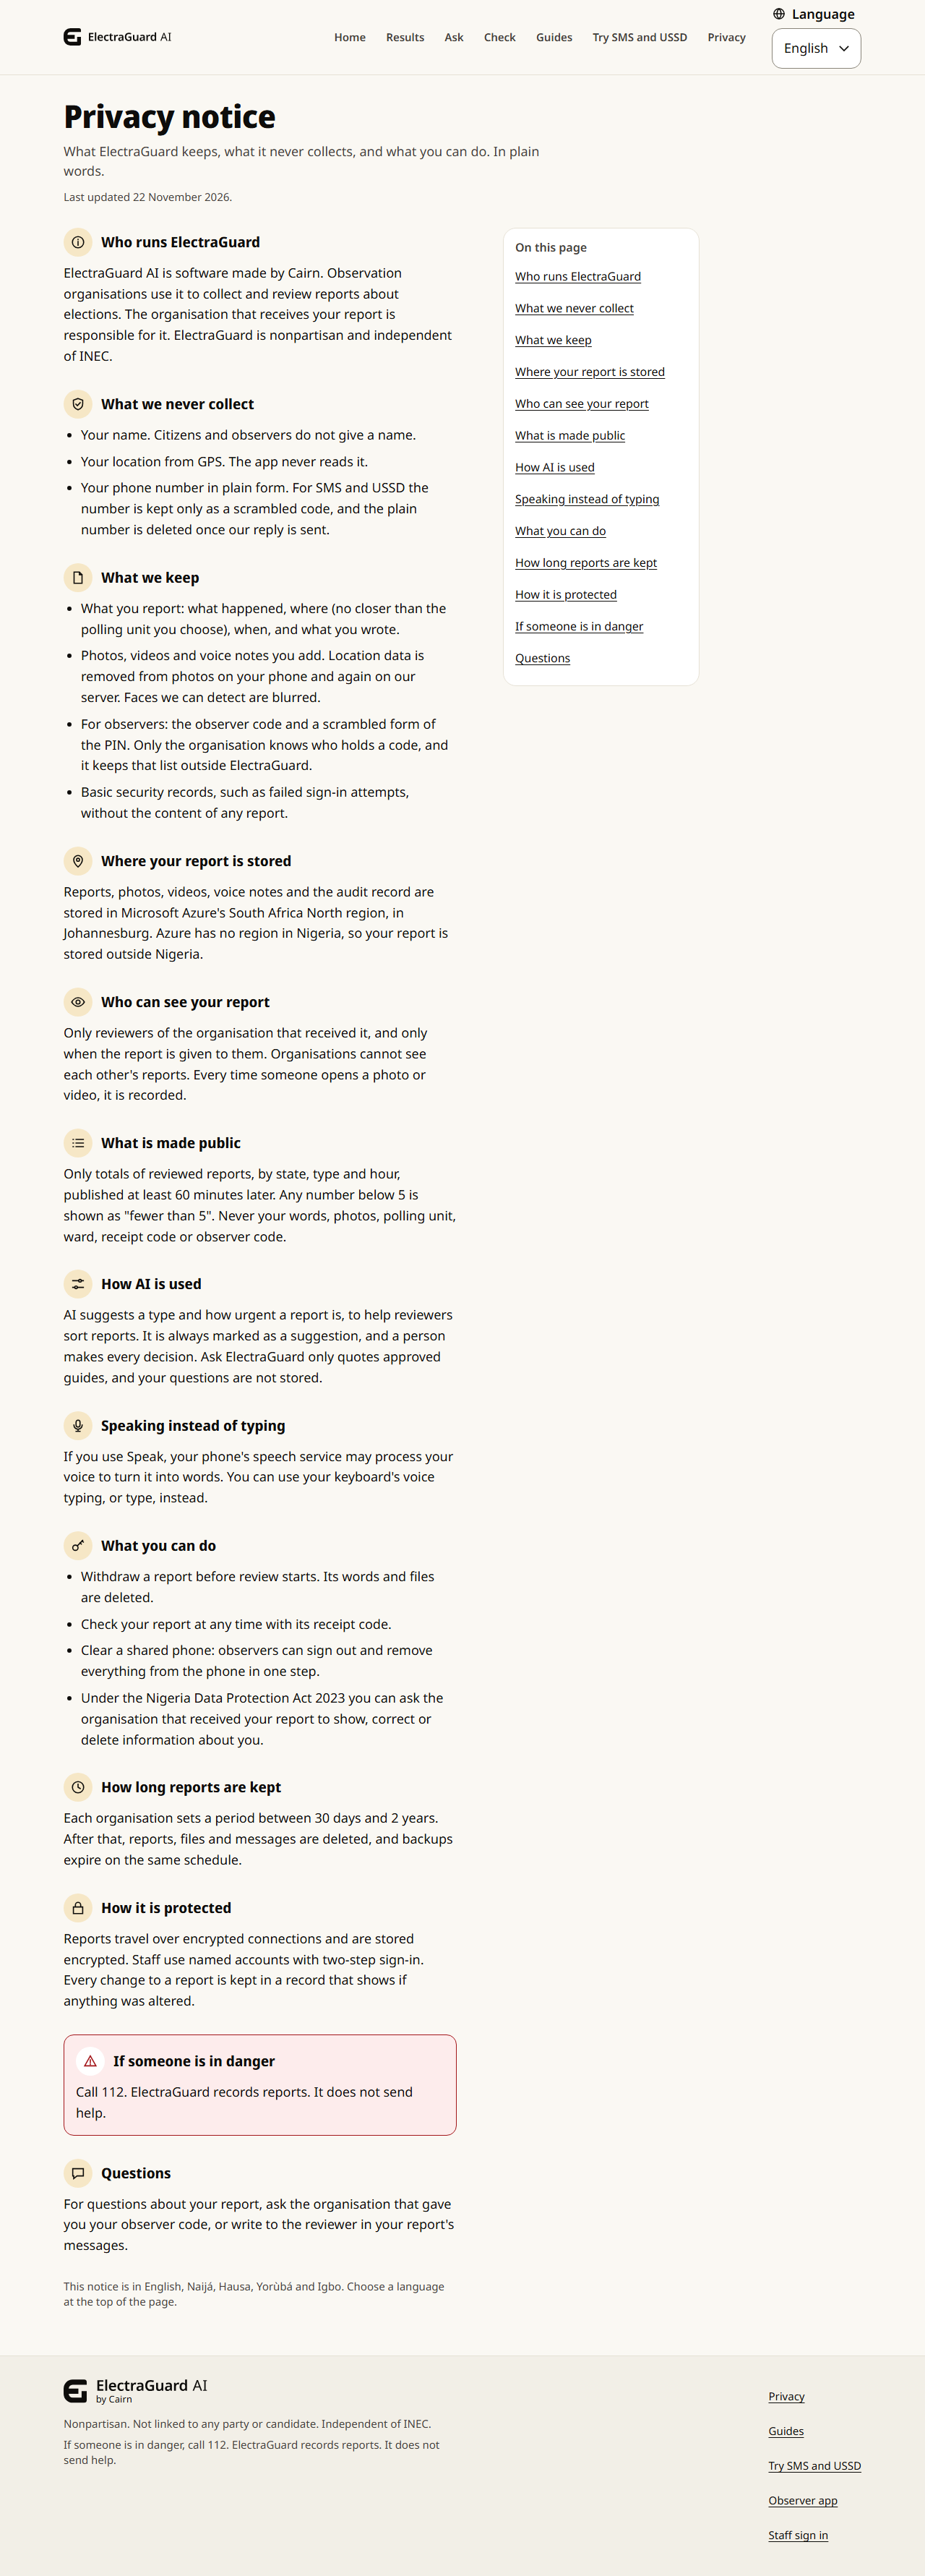 ElectraGuard AI
Home
Results
Ask
Check
Guides
Try SMS and USSD
Privacy
Language
English
Privacy notice
What ElectraGuard keeps, what it never collects, and what you can do. In plain
words.
Last updated 22 November 2026.
Who runs ElectraGuard
ElectraGuard AI is software made by Cairn. Observation
organisations use it to collect and review reports about
elections. The organisation that receives your report is
responsible for it. ElectraGuard is nonpartisan and independent
of INEC.
What we never collect
• Your name. Citizens and observers do not give a name.
• Your location from GPS. The app never reads it.
• Your phone number in plain form. For SMS and USSD the
number is kept only as a scrambled code, and the plain
number is deleted once our reply is sent.
What we keep
• What you report: what happened, where (no closer than the
polling unit you choose), when, and what you wrote.
• Photos, videos and voice notes you add. Location data is
removed from photos on your phone and again on our
server. Faces we can detect are blurred.
• For observers: the observer code and a scrambled form of
the PIN. Only the organisation knows who holds a code, and
it keeps that list outside ElectraGuard.
• Basic security records, such as failed sign-in attempts,
without the content of any report.
Where your report is stored
Reports, photos, videos, voice notes and the audit record are
stored in Microsoft Azure's South Africa North region, in
Johannesburg. Azure has no region in Nigeria, so your report is
stored outside Nigeria.
Who can see your report
Only reviewers of the organisation that received it, and only
when the report is given to them. Organisations cannot see
each other's reports. Every time someone opens a photo or
video, it is recorded.
What is made public
Only totals of reviewed reports, by state, type and hour,
published at least 60 minutes later. Any number below 5 is
shown as "fewer than 5". Never your words, photos, polling unit,
ward, receipt code or observer code.
How AI is used
AI suggests a type and how urgent a report is, to help reviewers
sort reports. It is always marked as a suggestion, and a person
makes every decision. Ask ElectraGuard only quotes approved
guides, and your questions are not stored.
Speaking instead of typing
If you use Speak, your phone's speech service may process your
voice to turn it into words. You can use your keyboard's voice
typing, or type, instead.
What you can do
• Withdraw a report before review starts. Its words and files
are deleted.
• Check your report at any time with its receipt code.
• Clear a shared phone: observers can sign out and remove
everything from the phone in one step.
• Under the Nigeria Data Protection Act 2023 you can ask the
organisation that received your report to show, correct or
delete information about you.
How long reports are kept
Each organisation sets a period between 30 days and 2 years.
After that, reports, files and messages are deleted, and backups
expire on the same schedule.
How it is protected
Reports travel over encrypted connections and are stored
encrypted. Staff use named accounts with two-step sign-in.
Every change to a report is kept in a record that shows if
anything was altered.
If someone is in danger
Call 112. ElectraGuard records reports. It does not send
help.
Questions
For questions about your report, ask the organisation that gave
you your observer code, or write to the reviewer in your report's
messages.
This notice is in English, Naijá, Hausa, Yorùbá and Igbo. Choose a language
at the top of the page.
On this page
Who runs ElectraGuard
What we never collect
What we keep
Where your report is stored
Who can see your report
What is made public
How AI is used
Speaking instead of typing
What you can do
How long reports are kept
How it is protected
If someone is in danger
Questions
ElectraGuard AI
by Cairn
Nonpartisan. Not linked to any party or candidate. Independent of INEC.
If someone is in danger, call 112. ElectraGuard records reports. It does not
send help.
Privacy
Guides
Try SMS and USSD
Observer app
Staff sign in